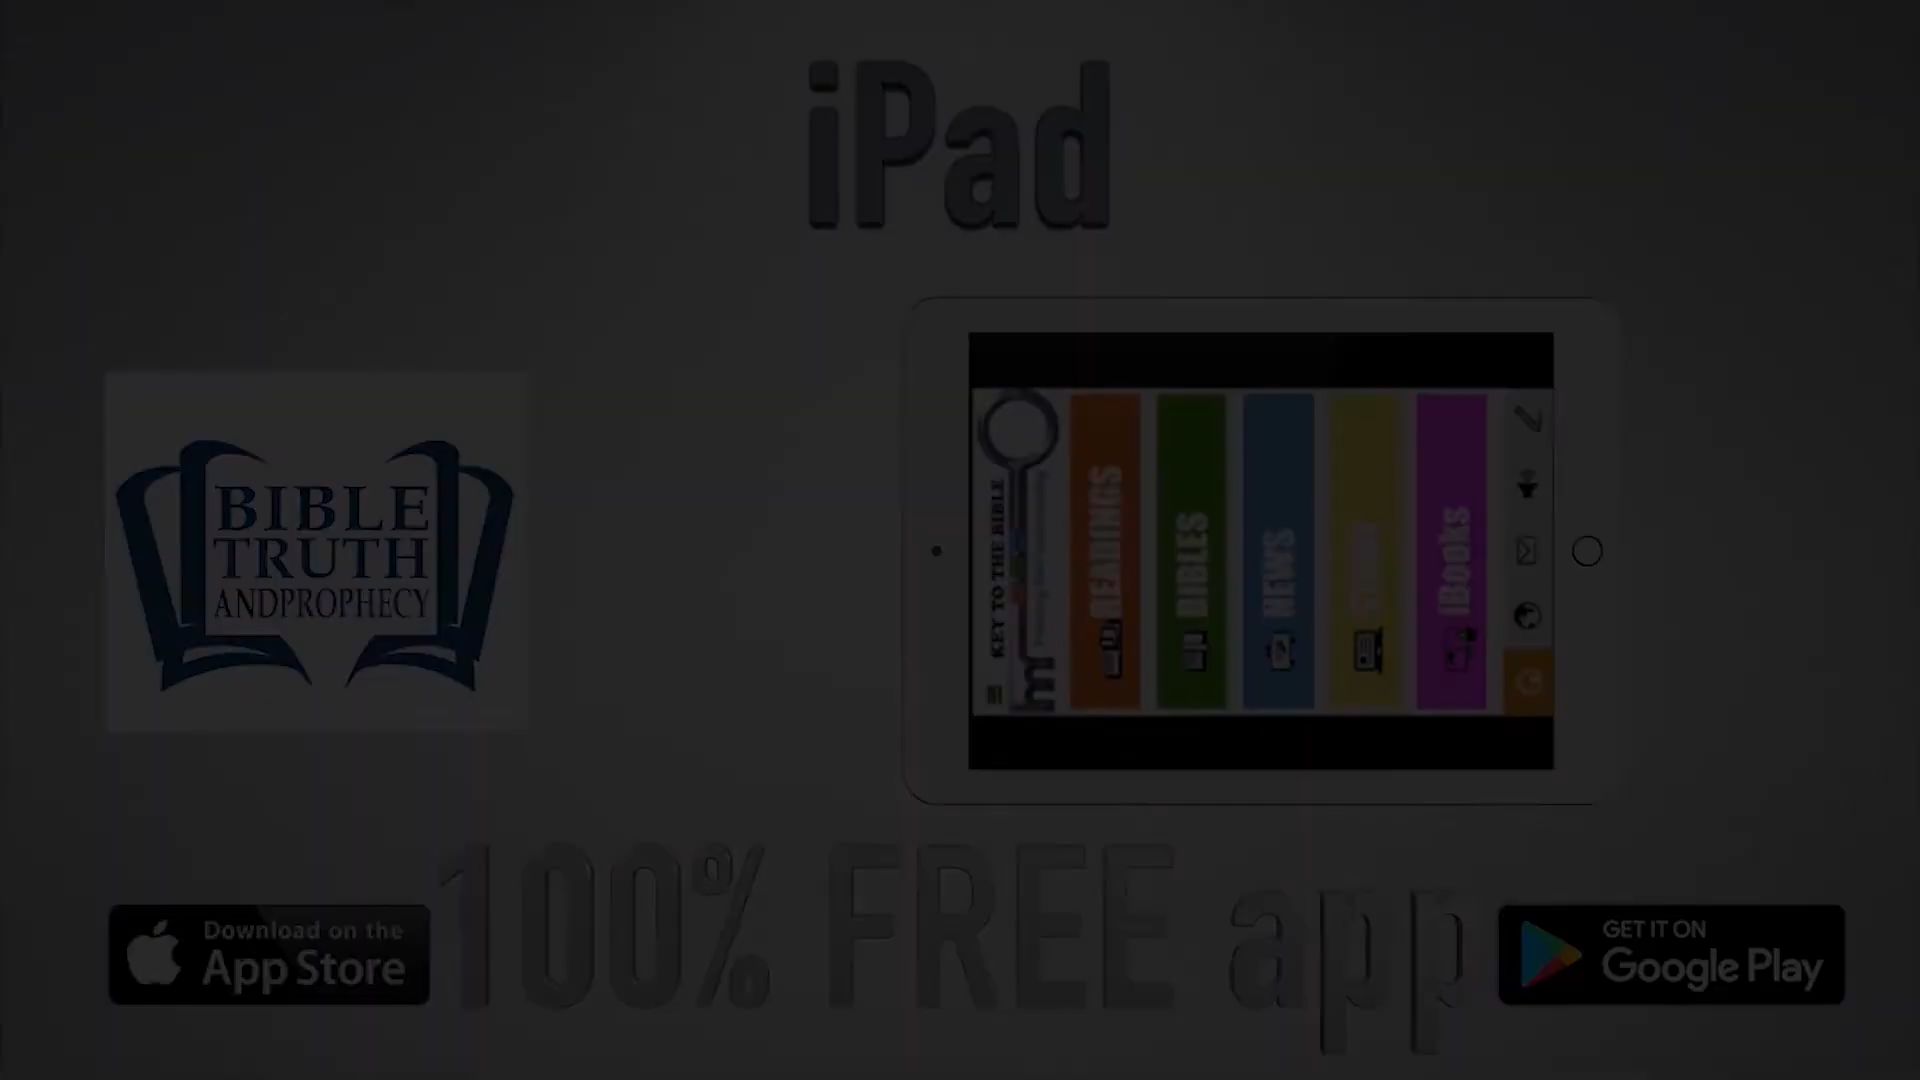 iPad
BIBLE
TRUTH
ANDPROPHECY
KEY TO THE BIBLE
READINGS
BIBLES
NEWS
iBooks
100% FREE app
Download on the
App Store
GET IT ON
Google Play